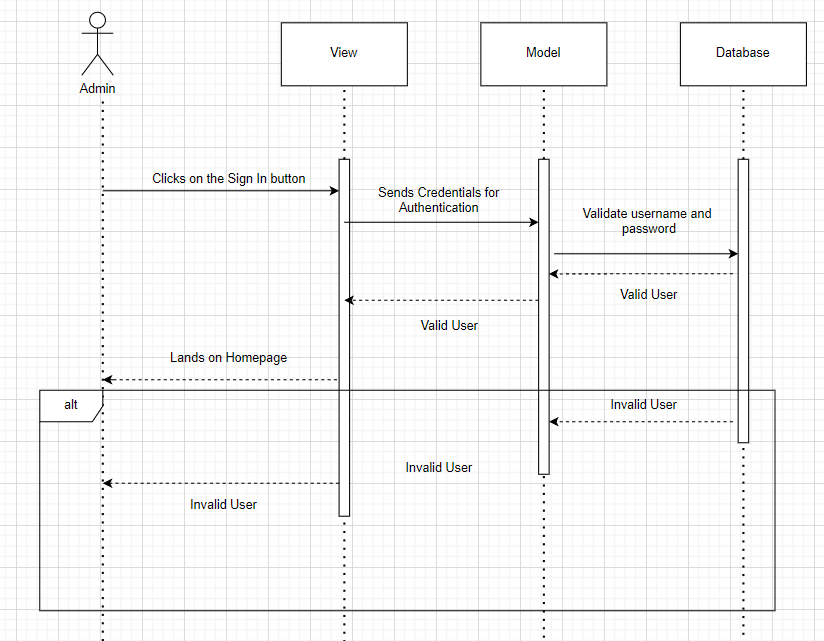 Admin
View
Model
Database
Clicks on the Sign In button
Sends Credentials for
Authentication
Validate username and
password
Valid User
Valid User
Lands on Homepage
alt
Invalid User
Invalid User
Invalid User